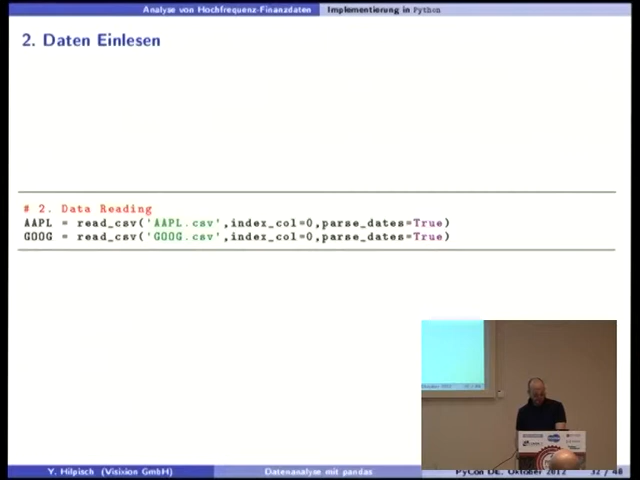 Analyse von Hochfrequenz-Finanzdaten Implementierung in Python
2. Daten Einlesen
# 2. Data Reading
AAPL = read_csv('AAPL.csv',index_col=0,parse_dates=True)
GOOG = read_csv('GOOG.csv',index_col=0,parse_dates=True)
Y. Hilpisch (Visixion GmbH) Datenanalyse mit pandas PyCon DE, Oktober 2012 32 / 48